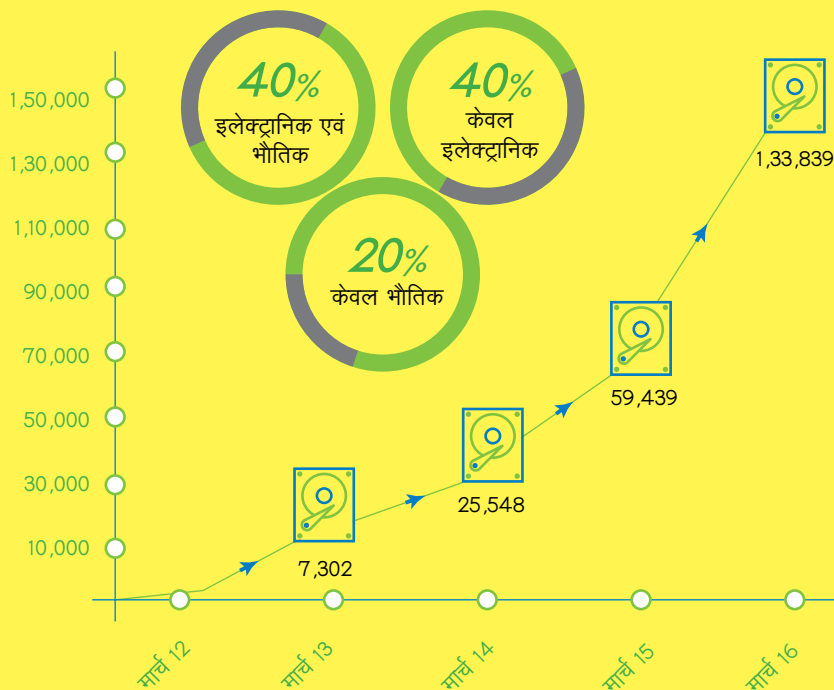 40%
इलेक्ट्रानिक एवं
भौतिक
40%
केवल
इलेक्ट्रानिक
20%
केवल भौतिक
1,50,000
1,30,000
1,10,000
90,000
70,000
50,000
30,000
10,000
1,33,839
59,439
25,548
7,302
मार्च 12
मार्च 13
मार्च 14
मार्च 15
मार्च 16